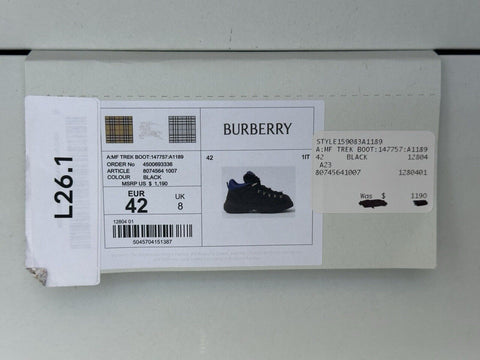 L26.1
BURBERRY
A:MF TREK BOOT:147757:A1189
ORDER No 4500693336
ARTICLE 8074564 1007
COLOUR BLACK
MSRP US $ 1,190
EUR UK
42 8
12804 01
5045704151387
42 1IT
STYLE159083A1189
A:MF TREK BOOT:147757:A1189
42 BLACK 12804
A23
80745641007 1280401
Was $ 1190